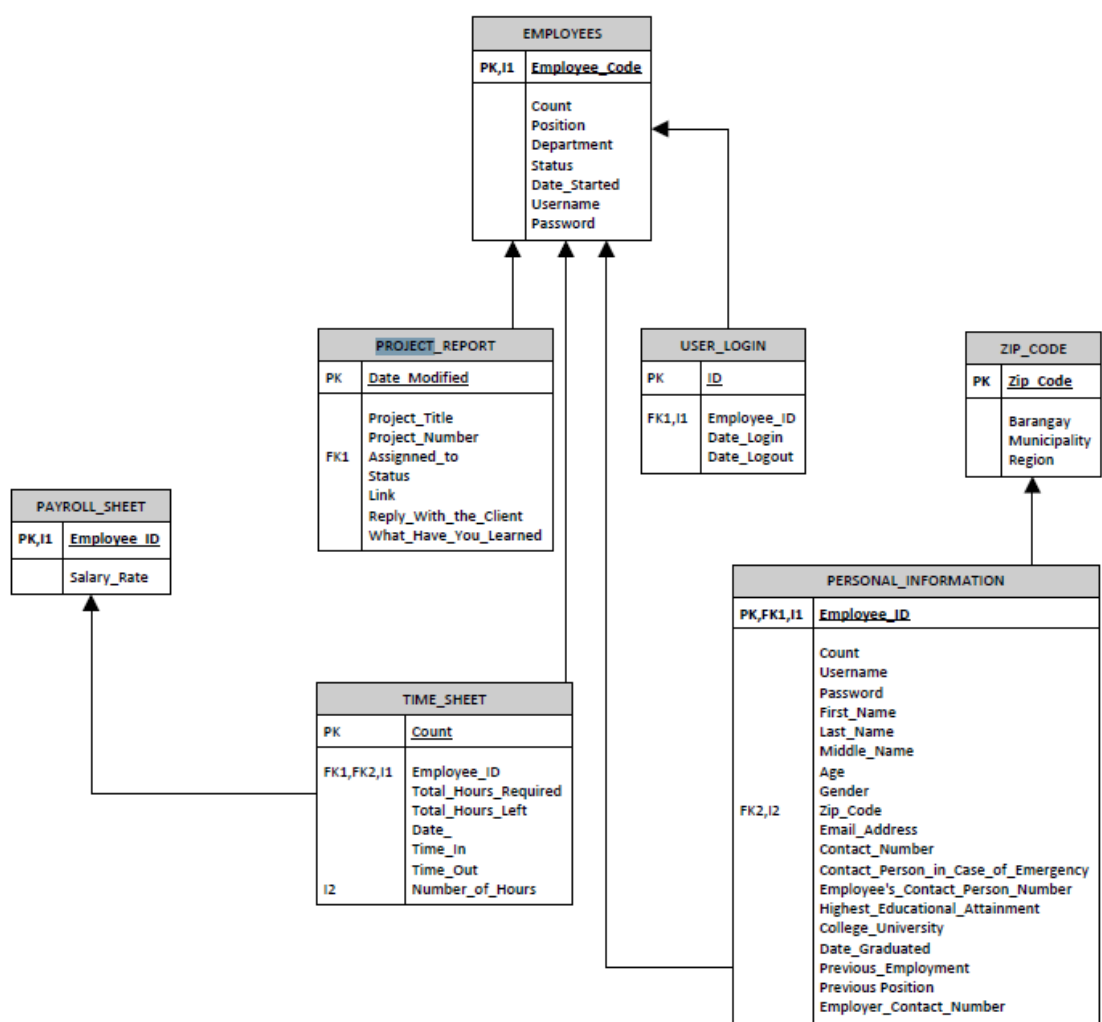 EMPLOYEES
PK,I1 Employee_Code
Count
Position
Department
Status
Date_Started
Username
Password
PROJECT_REPORT
PK Date_Modified
Project_Title
Project_Number
FK1 Assignned_to
Status
Link
Reply_With_the_Client
What_Have_You_Learned
USER_LOGIN
PK ID
FK1,I1 Employee_ID
Date_Login
Date_Logout
ZIP_CODE
PK Zip_Code
Barangay
Municipality
Region
PAYROLL_SHEET
PK,I1 Employee_ID
Salary_Rate
TIME_SHEET
PK Count
FK1,FK2,I1 Employee_ID
Total_Hours_Required
Total_Hours_Left
Date_
Time_In
Time_Out
I2 Number_of_Hours
PERSONAL_INFORMATION
PK,FK1,I1 Employee_ID
Count
Username
Password
First_Name
Last_Name
Middle_Name
Age
Gender
FK2,I2 Zip_Code
Email_Address
Contact_Number
Contact_Person_in_Case_of_Emergency
Employee's_Contact_Person_Number
Highest_Educational_Attainment
College_University
Date_Graduated
Previous_Employment
Previous Position
Employer_Contact_Number